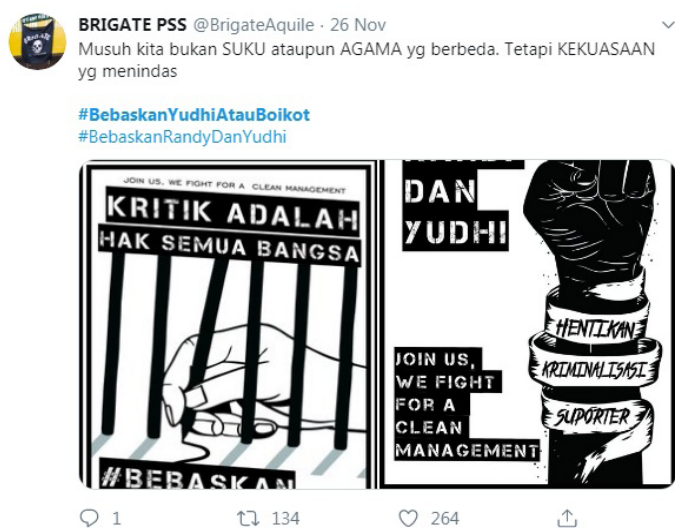 BRIGATE PSS @BrigateAquile · 26 Nov
Musuh kita bukan SUKU ataupun AGAMA yg berbeda. Tetapi KEKUASAAN
yg menindas
#BebaskanYudhiAtauBoikot
#BebaskanRandyDanYudhi
JOIN US, WE FIGHT FOR A CLEAN MANAGEMENT
KRITIK ADALAH
HAK SEMUA BANGSA
#BEBASKAN
DAN
YUDHI
HENTIKAN
KRIMINALISASI
SUPORTER
JOIN US,
WE FIGHT
FOR A
CLEAN
MANAGEMENT
1 134 264